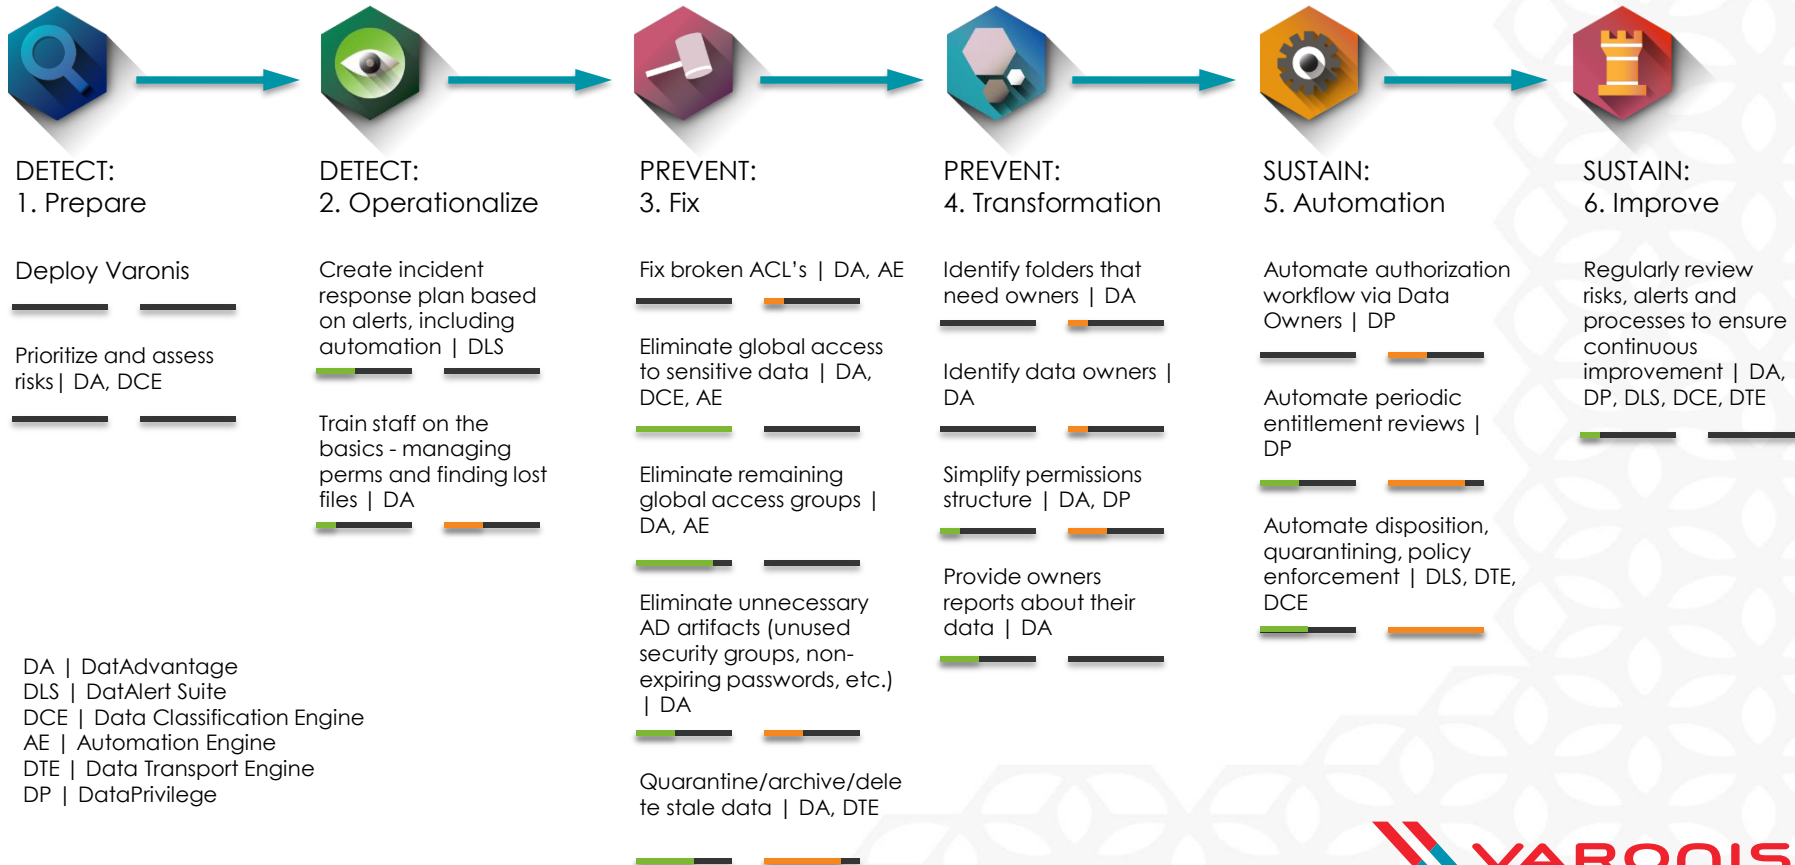 DETECT:
1. Prepare
Deploy Varonis
Prioritize and assess
risks| DA, DCE
DETECT:
2. Operationalize
Create incident
response plan based
on alerts, including
automation | DLS
Train staff on the
basics - managing
perms and finding lost
files | DA
PREVENT:
3. Fix
Fix broken ACL's | DA, AE
Eliminate global access
to sensitive data | DA,
DCE, AE
Eliminate remaining
global access groups |
DA, AE
Eliminate unnecessary
AD artifacts (unused
security groups, non-
expiring passwords, etc.)
| DA
Quarantine/archive/dele
te stale data | DA, DTE
PREVENT:
4. Transformation
Identify folders that
need owners | DA
Identify data owners |
DA
Simplify permissions
structure | DA, DP
Provide owners
reports about their
data | DA
SUSTAIN:
5. Automation
Automate authorization
workflow via Data
Owners | DP
Automate periodic
entitlement reviews |
DP
Automate disposition,
quarantining, policy
enforcement | DLS, DTE,
DCE
SUSTAIN:
6. Improve
Regularly review
risks, alerts and
processes to ensure
continuous
improvement | DA,
DP, DLS, DCE, DTE
DA | DatAdvantage
DLS | DatAlert Suite
DCE | Data Classification Engine
AE | Automation Engine
DTE | Data Transport Engine
DP | DataPrivilege
VARONIS